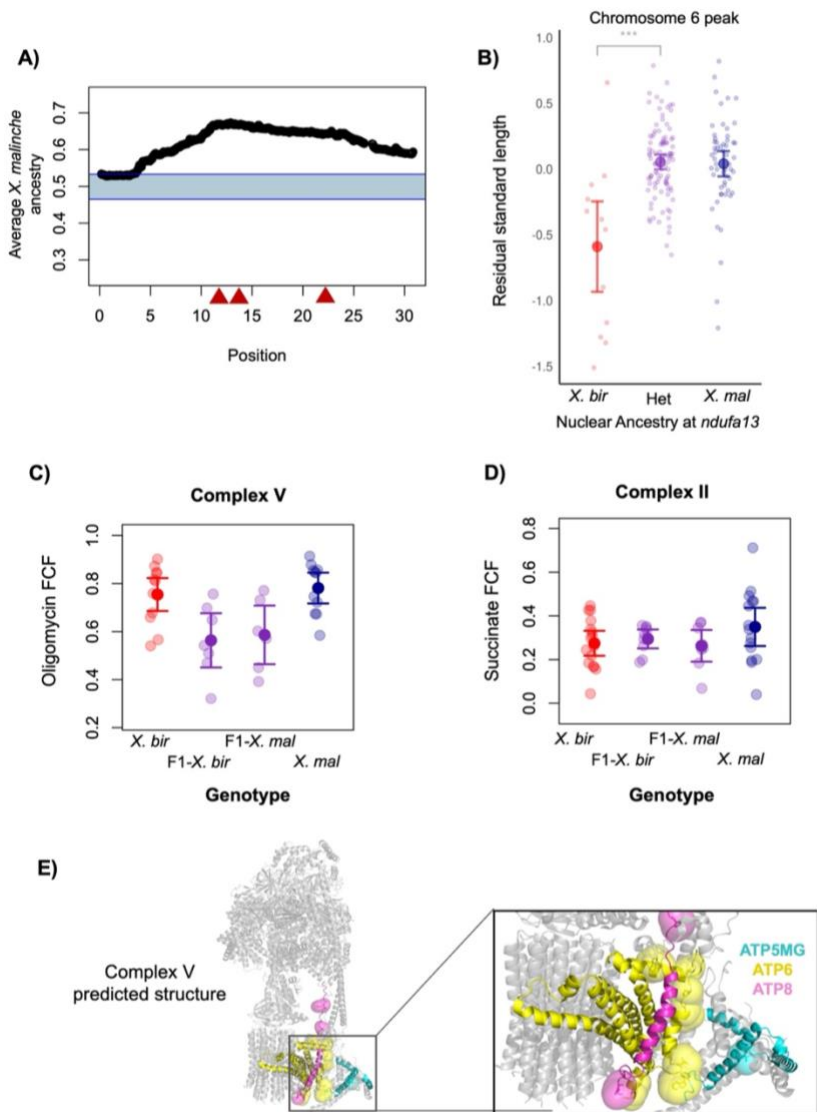 A)
Average X. malinche
ancestry
0.7
0.6
0.5
0.4
0.3
0
5
10
15
20
25
30
Position
B)
Chromosome 6 peak
***
Residual standard length
1.0
0.5
0.0
-0.5
-1.0
-1.5
X. bir
Het
X. mal
Nuclear Ancestry at ndufa13
C)
Complex V
Oligomycin FCF
1.0
0.8
0.6
0.4
0.2
X. bir
F1-X. mal
F1-X. bir
X. mal
Genotype
D)
Complex II
Succinate FCF
0.8
0.6
0.4
0.2
0.0
X. bir
F1-X. mal
F1-X. bir
X. mal
Genotype
E)
Complex V
predicted structure
ATP5MG
ATP6
ATP8